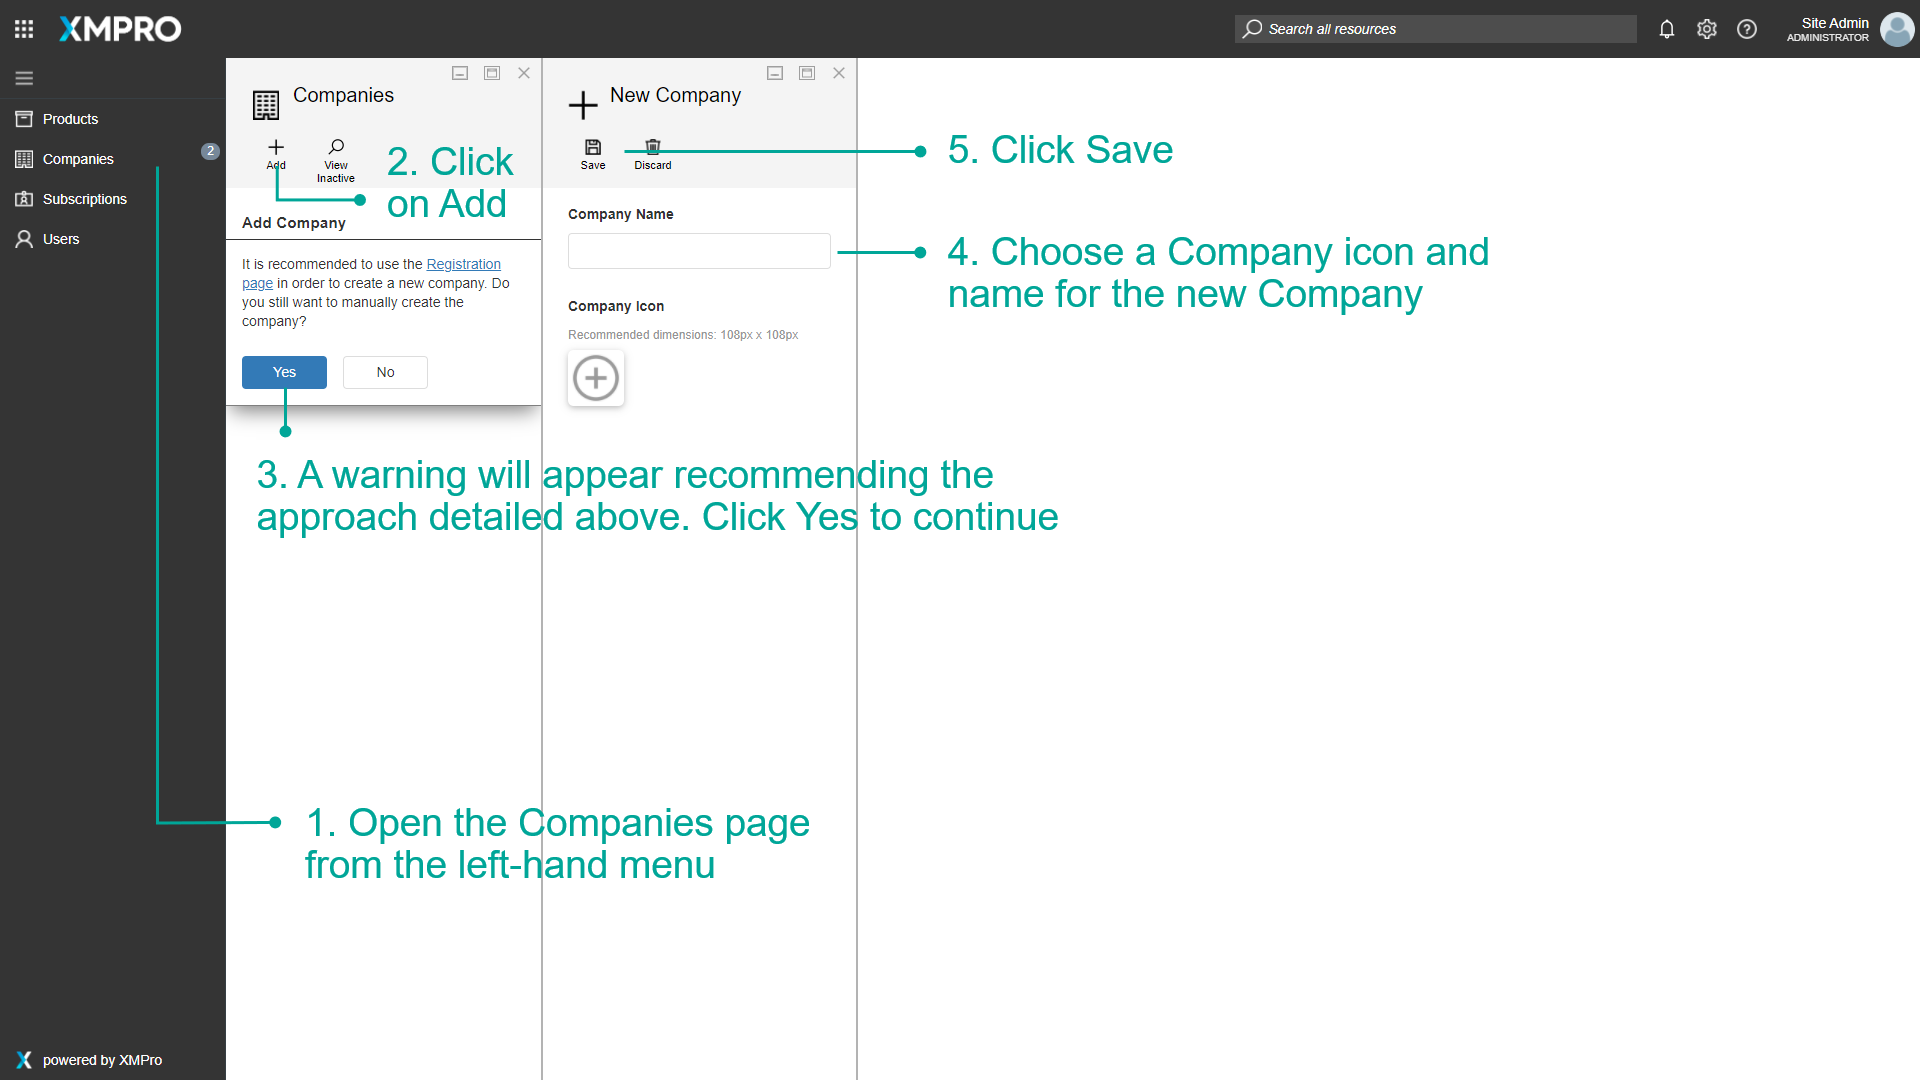 XMPRO
Search all resources
Site Admin
ADMINISTRATOR
Products
Companies
2
Subscriptions
Users
powered by XMPro
Companies
Add
View
Inactive
2. Click
on Add
Add Company
It is recommended to use the Registration
page in order to create a new company. Do
you still want to manually create the
company?
Yes
No
3. A warning will appear recommending the
approach detailed above. Click Yes to continue
1. Open the Companies page
from the left-hand menu
New Company
Save
Discard
5. Click Save
Company Name
4. Choose a Company icon and
name for the new Company
Company Icon
Recommended dimensions: 108px x 108px